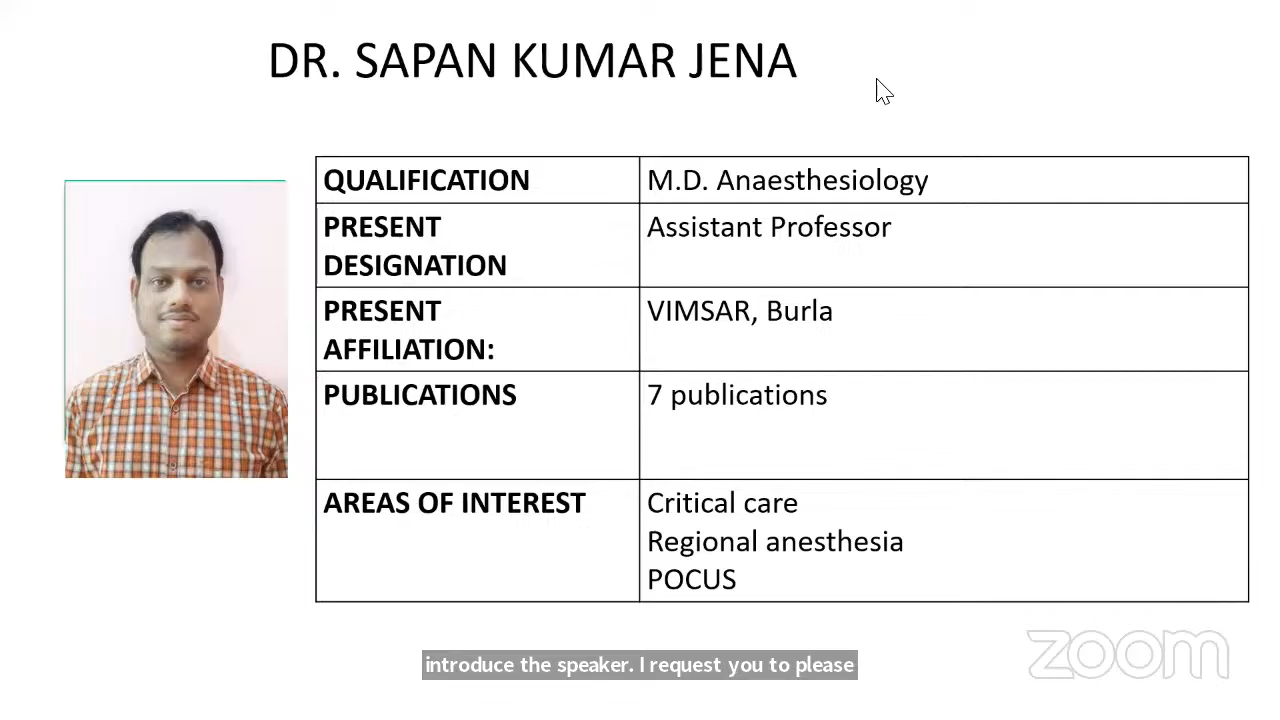 DR. SAPAN KUMAR JENA
QUALIFICATION
M.D. Anaesthesiology
PRESENT
DESIGNATION
Assistant Professor
PRESENT
AFFILIATION:
VIMSAR, Burla
PUBLICATIONS
7 publications
AREAS OF INTEREST
Critical care
Regional anesthesia
POCUS
introduce the speaker. I request you to please
zoom